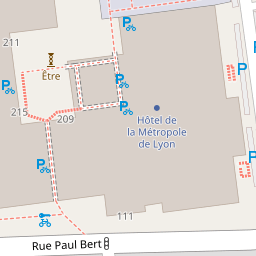 211
Être
215
209
Hôtel de
la Métropole
de Lyon
111
Rue Paul Bert